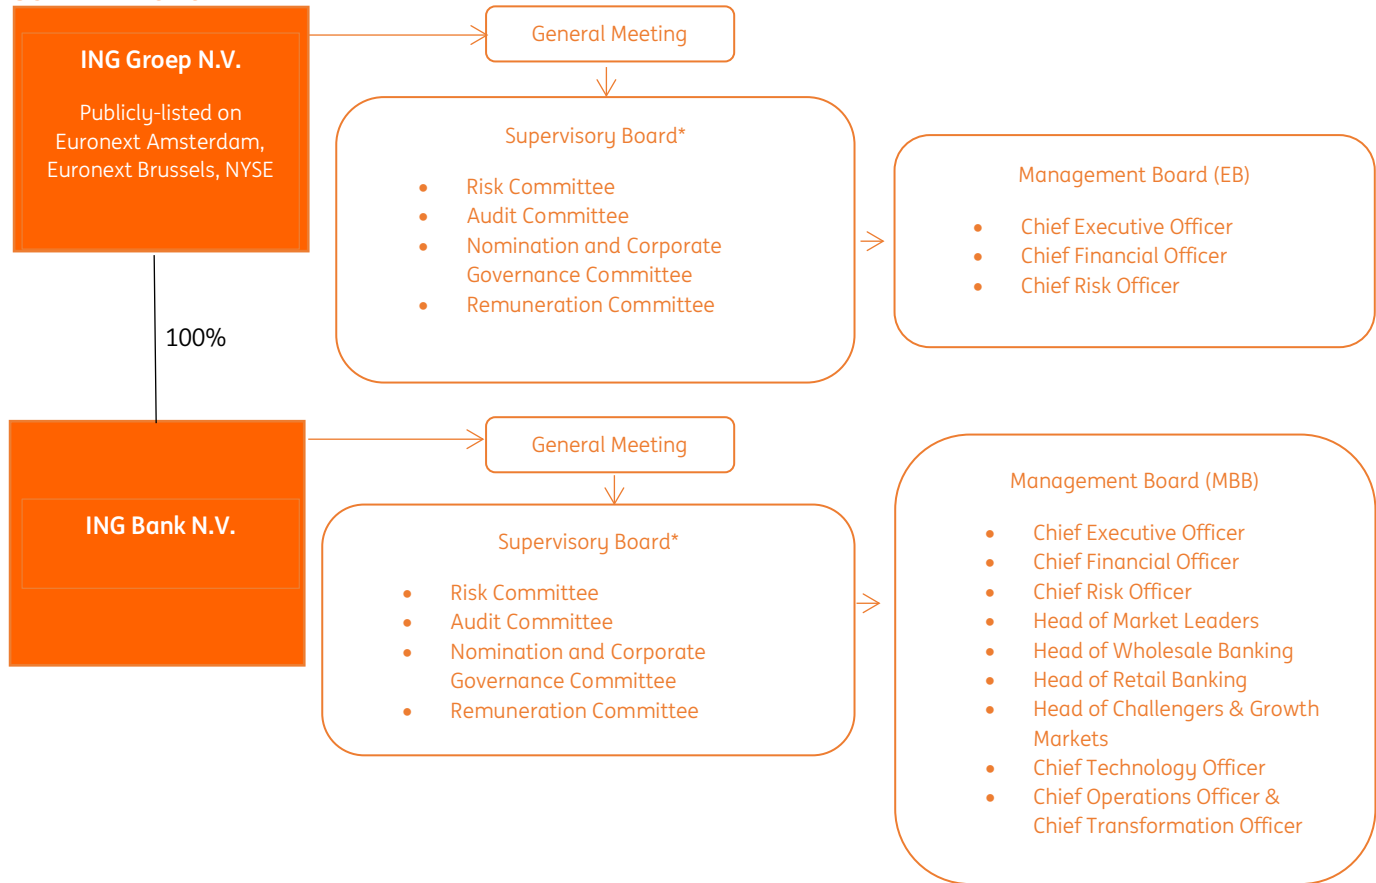 ING Groep N.V.
Publicly-listed on
Euronext Amsterdam,
Euronext Brussels, NYSE
General Meeting
Supervisory Board*
• Risk Committee
• Audit Committee
• Nomination and Corporate
Governance Committee
• Remuneration Committee
Management Board (EB)
• Chief Executive Officer
• Chief Financial Officer
• Chief Risk Officer
100%
ING Bank N.V.
General Meeting
Supervisory Board*
• Risk Committee
• Audit Committee
• Nomination and Corporate
Governance Committee
• Remuneration Committee
Management Board (MBB)
• Chief Executive Officer
• Chief Financial Officer
• Chief Risk Officer
• Head of Market Leaders
• Head of Wholesale Banking
• Head of Retail Banking
• Head of Challengers & Growth
Markets
• Chief Technology Officer
• Chief Operations Officer &
Chief Transformation Officer